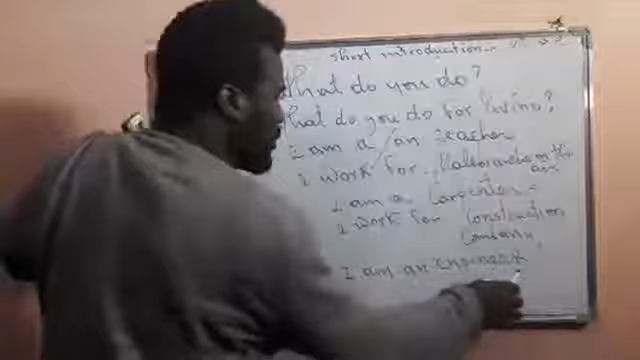 short introduction
What do you do?
What do you do for living?
I am a/an teacher
I work for
I am a Carpenter
I work for Construction
Company,
I am an Engineer